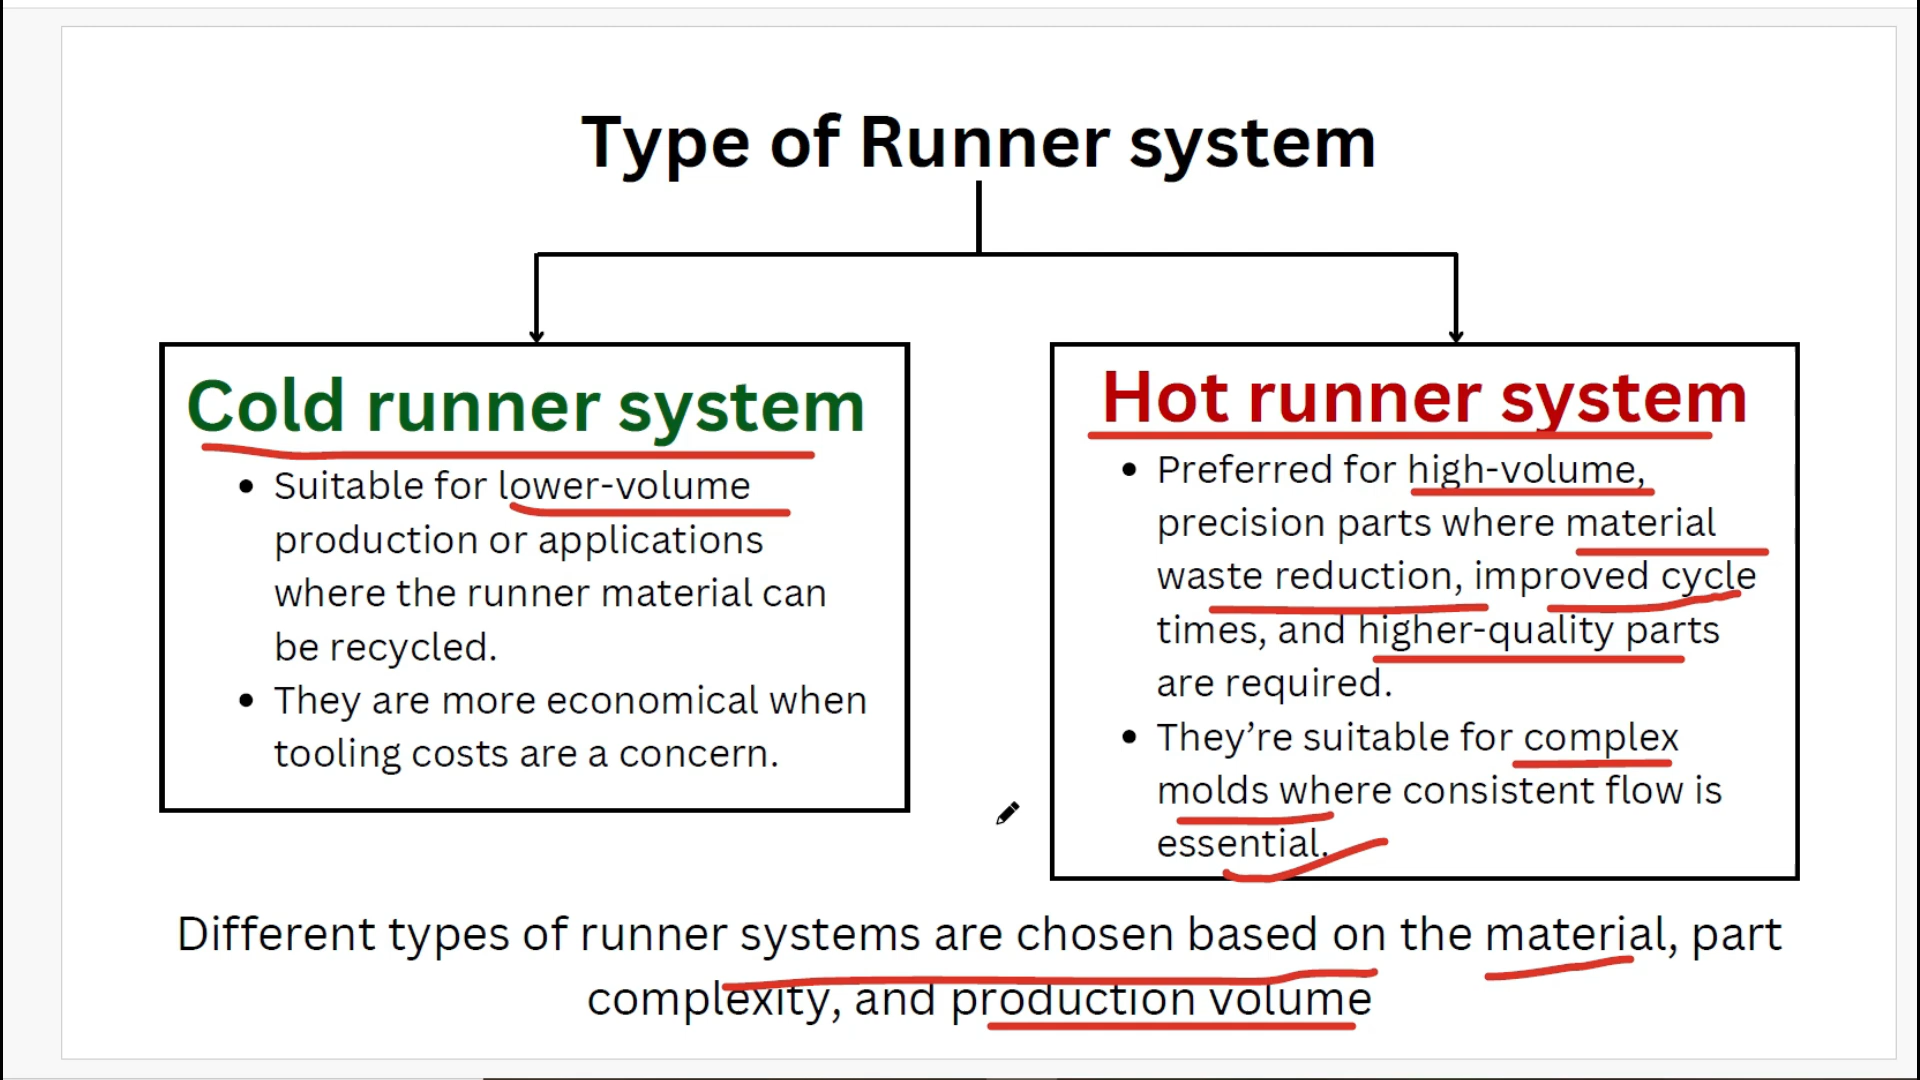 Type of Runner system
Cold runner system
• Suitable for lower-volume
production or applications
where the runner material can
be recycled.
• They are more economical when
tooling costs are a concern.
Hot runner system
• Preferred for high-volume,
precision parts where material
waste reduction, improved cycle
times, and higher-quality parts
are required.
• They’re suitable for complex
molds where consistent flow is
essential.
Different types of runner systems are chosen based on the material, part
complexity, and production volume